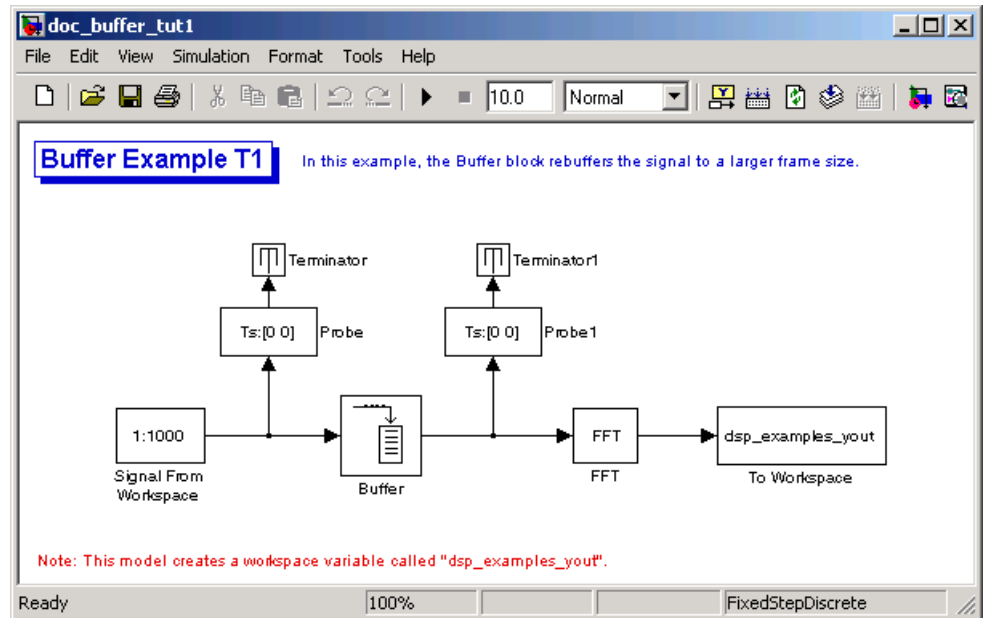 doc_buffer_tut1
File Edit View Simulation Format Tools Help
10.0 Normal
Buffer Example T1
In this example, the Buffer block rebuffers the signal to a larger frame size.
Terminator
Terminator1
Ts:[0 0]
Probe
Ts:[0 0]
Probe1
1:1000
FFT
dsp_examples_yout
Signal From
Workspace
Buffer
FFT
To Workspace
Note: This model creates a workspace variable called "dsp_examples_yout".
Ready 100% FixedStepDiscrete